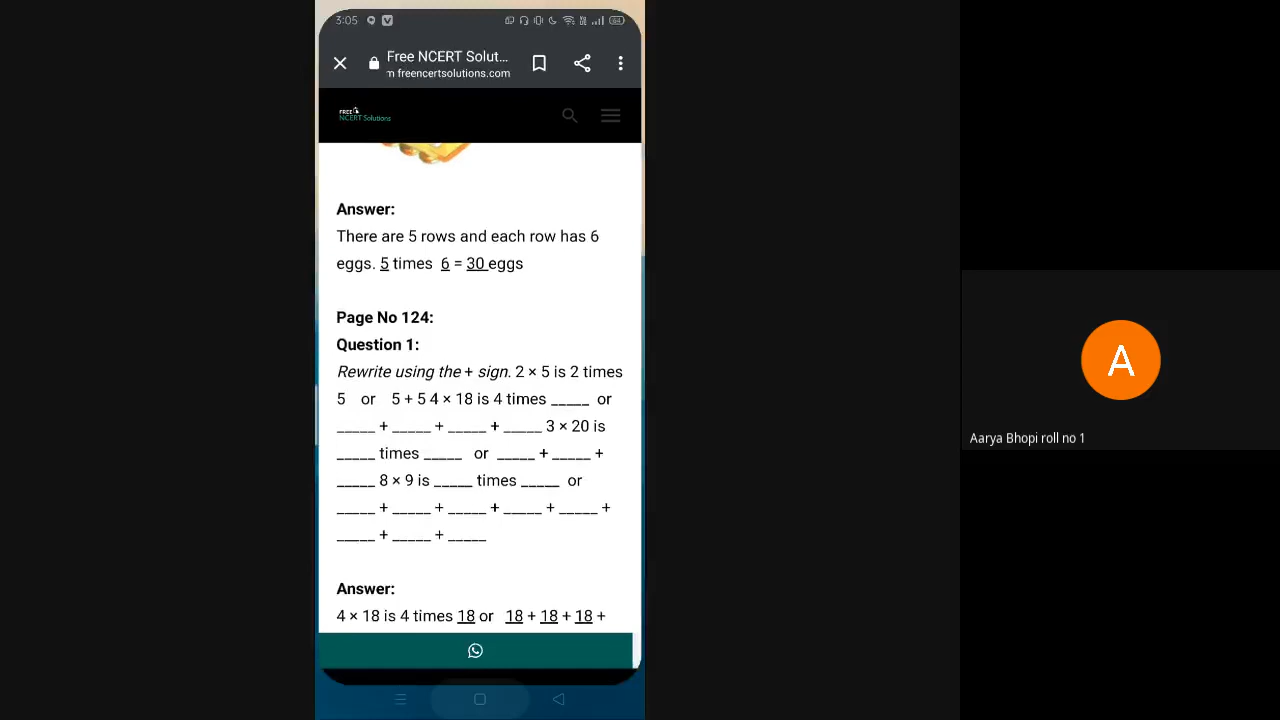 3:05
Free NCERT Solut...
freencertsolutions.com
FREE
NCERT Solutions
Answer:
There are 5 rows and each row has 6
eggs. 5 times 6 = 30 eggs
Page No 124:
Question 1:
Rewrite using the + sign. 2 × 5 is 2 times
5 or 5 + 5 4 × 18 is 4 times _____ or
_____ + _____ + _____ + _____ 3 × 20 is
_____ times _____ or _____ + _____ +
_____ 8 × 9 is _____ times _____ or
_____ + _____ + _____ + _____ + _____ +
_____ + _____ + _____
Answer:
4 × 18 is 4 times 18 or 18 + 18 + 18 +
A
Aarya Bhopi roll no 1